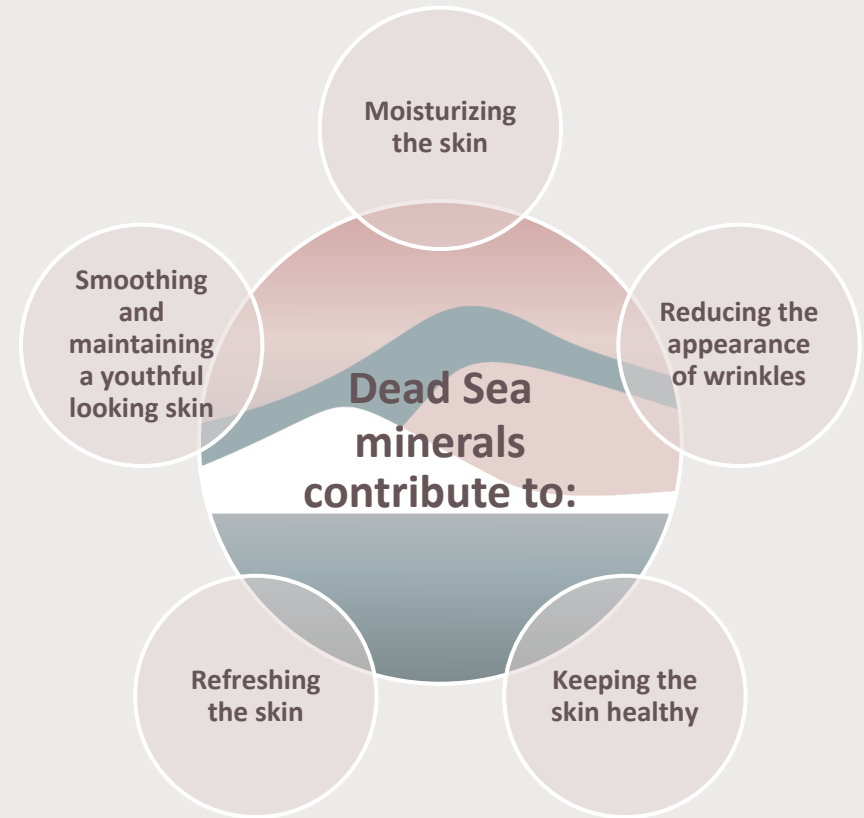 Moisturizing
the skin
Smoothing
and
maintaining
a youthful
looking skin
Reducing the
appearance
of wrinkles
Dead Sea
minerals
contribute to:
Refreshing
the skin
Keeping the
skin healthy